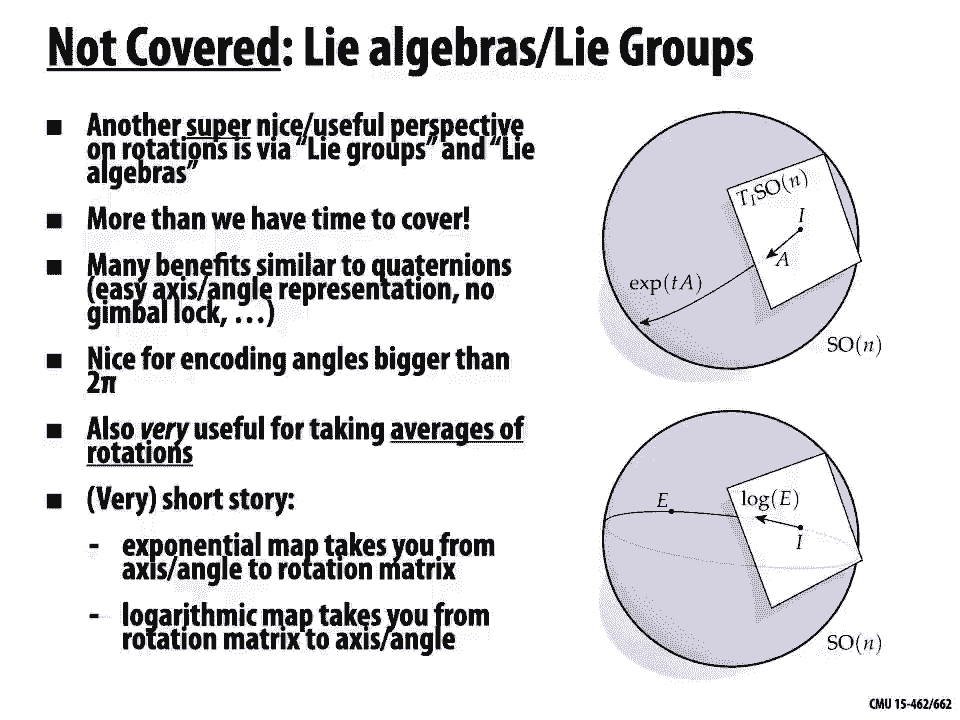 Not Covered: Lie algebras/Lie Groups
■ Another super nice/useful perspective
on rotations is via “Lie groups” and “Lie
algebras”
■ More than we have time to cover!
■ Many benefits similar to quaternions
(easy axis/angle representation, no
gimbal lock, …)
■ Nice for encoding angles bigger than
2π
■ Also very useful for taking averages of
rotations
■ (Very) short story:
- exponential map takes you from
axis/angle to rotation matrix
- logarithmic map takes you from
rotation matrix to axis/angle
T_I SO(n)
I
A
exp(tA)
SO(n)
E
log(E)
I
SO(n)
CMU 15-462/662